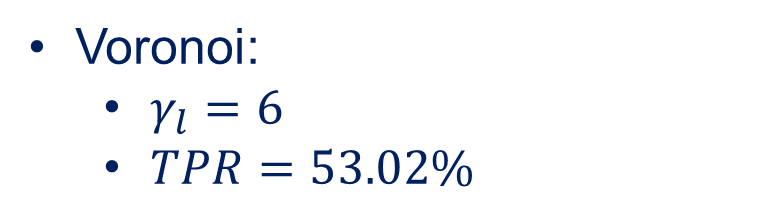 • Voronoi:
• γₗ = 6
• TPR = 53.02%